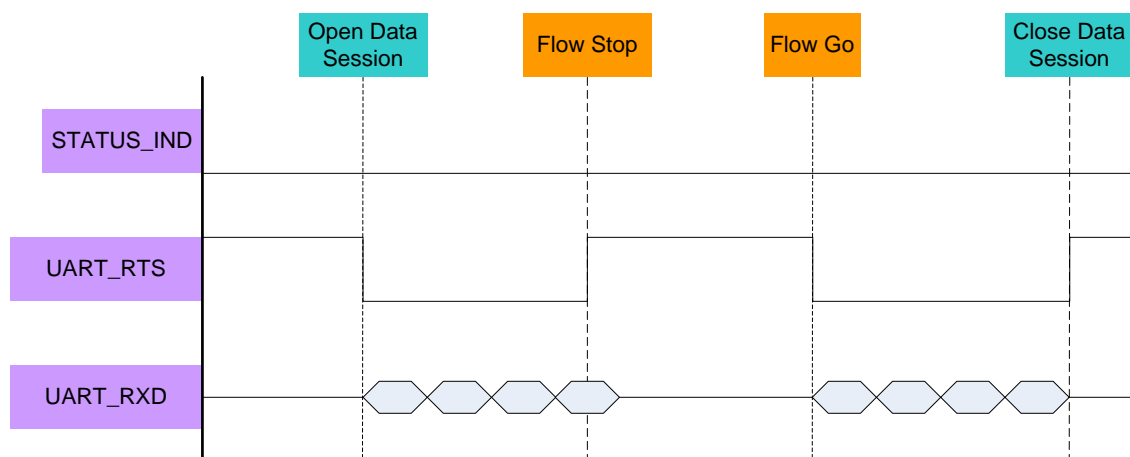 Open Data
Session
Flow Stop
Flow Go
Close Data
Session
STATUS_IND
UART_RTS
UART_RXD